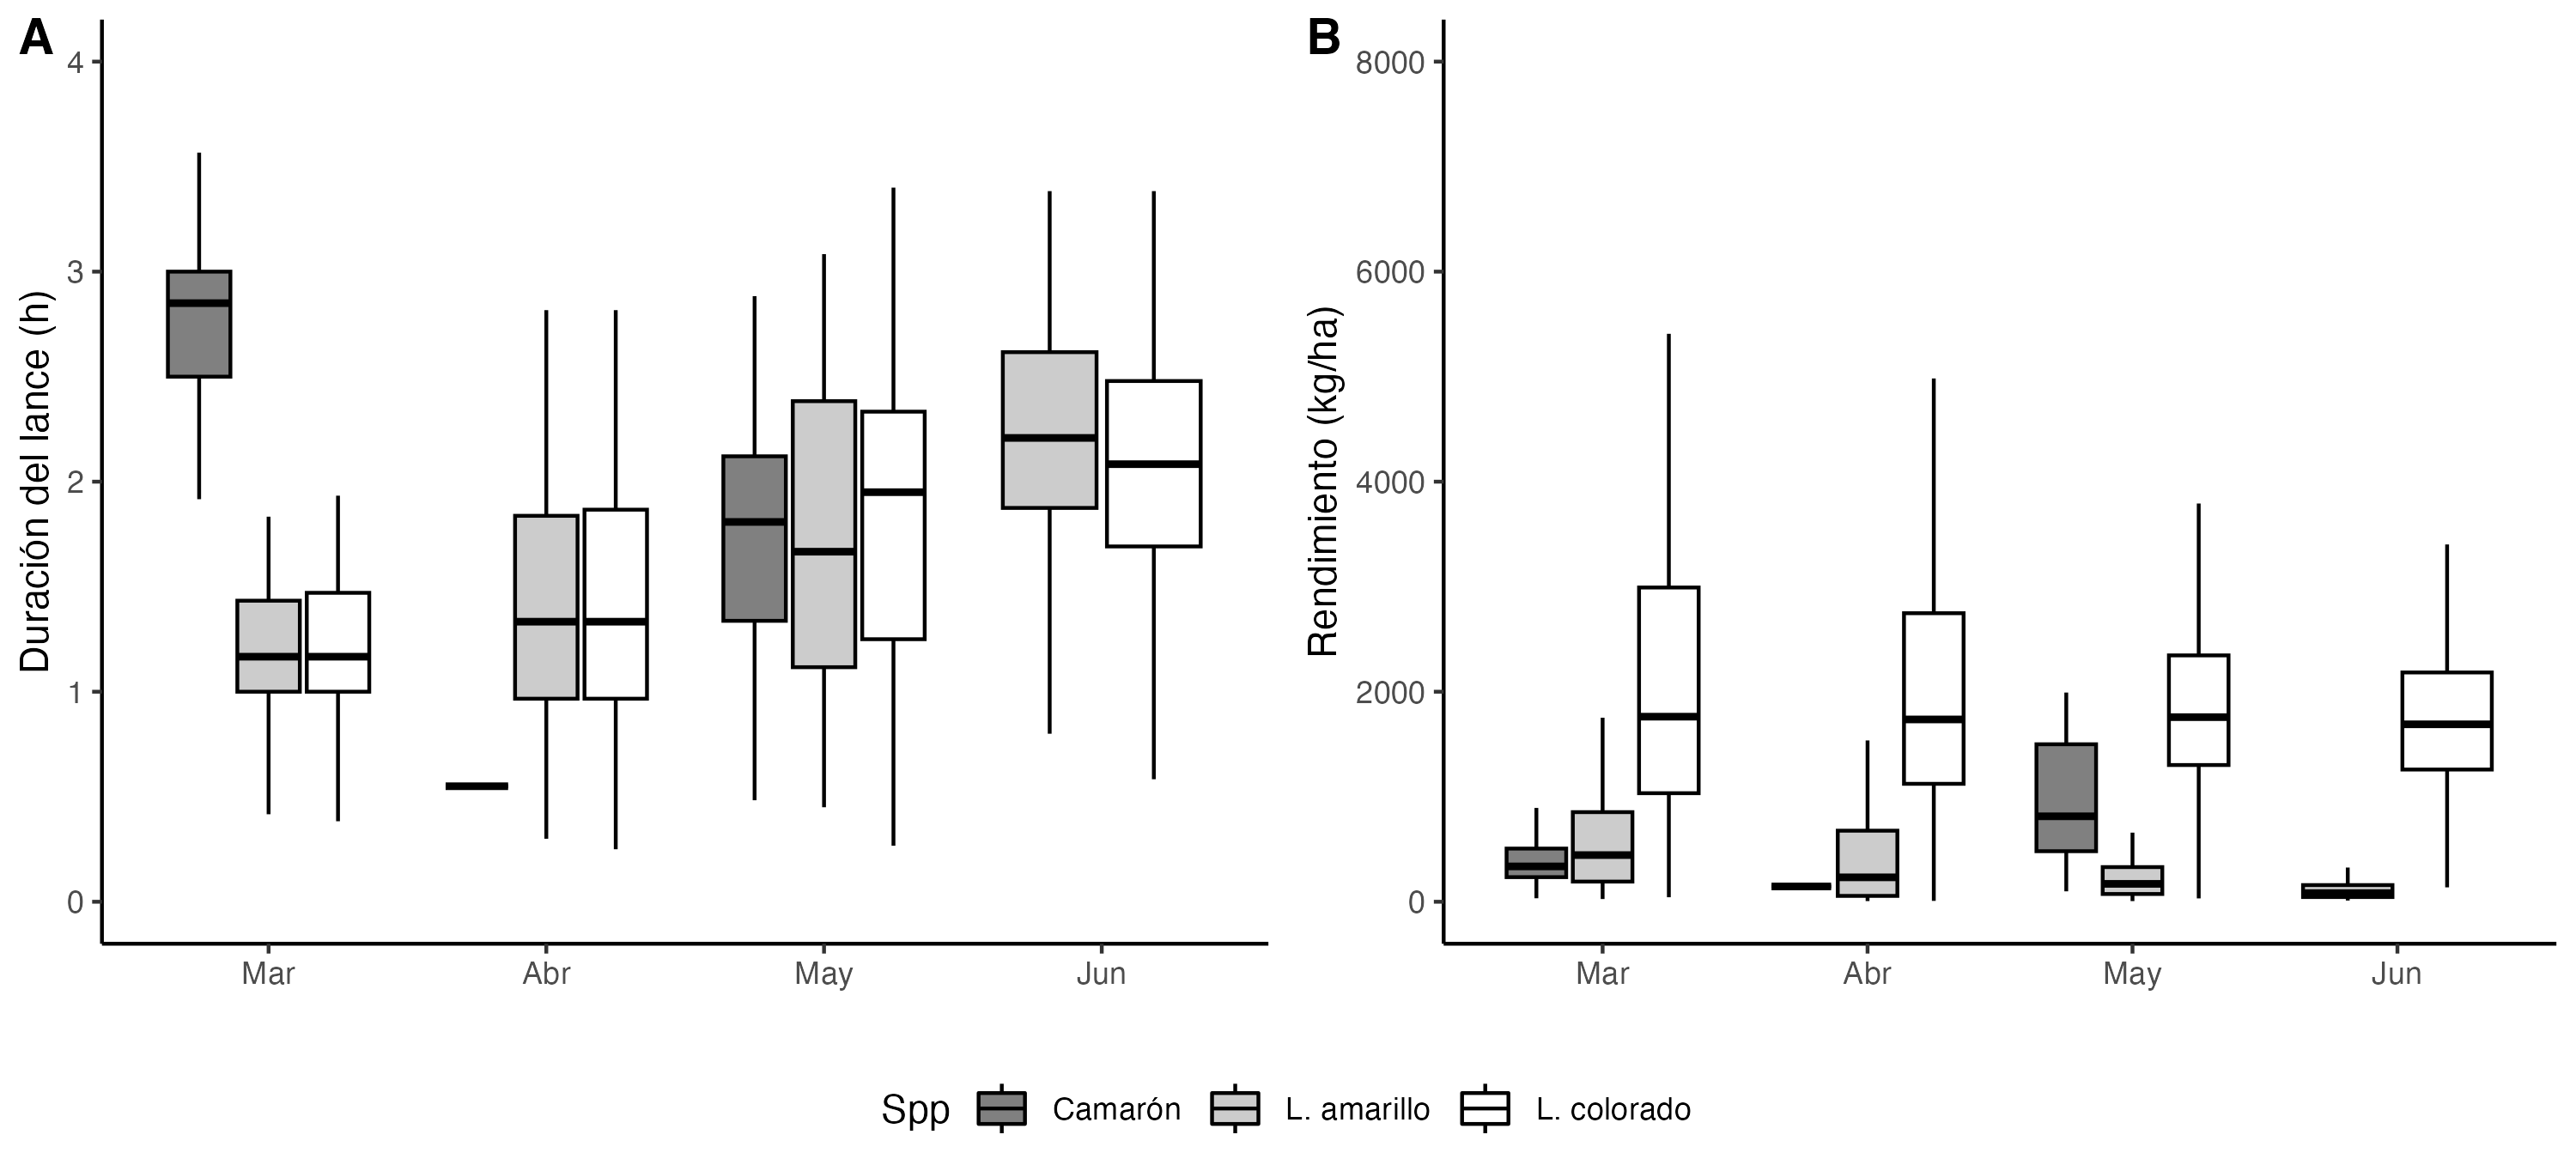 A
Duración del lance (h)
4
3
2
1
0
Mar Abr May Jun
B
Rendimiento (kg/ha)
8000
6000
4000
2000
0
Mar Abr May Jun
Spp Camarón L. amarillo L. colorado